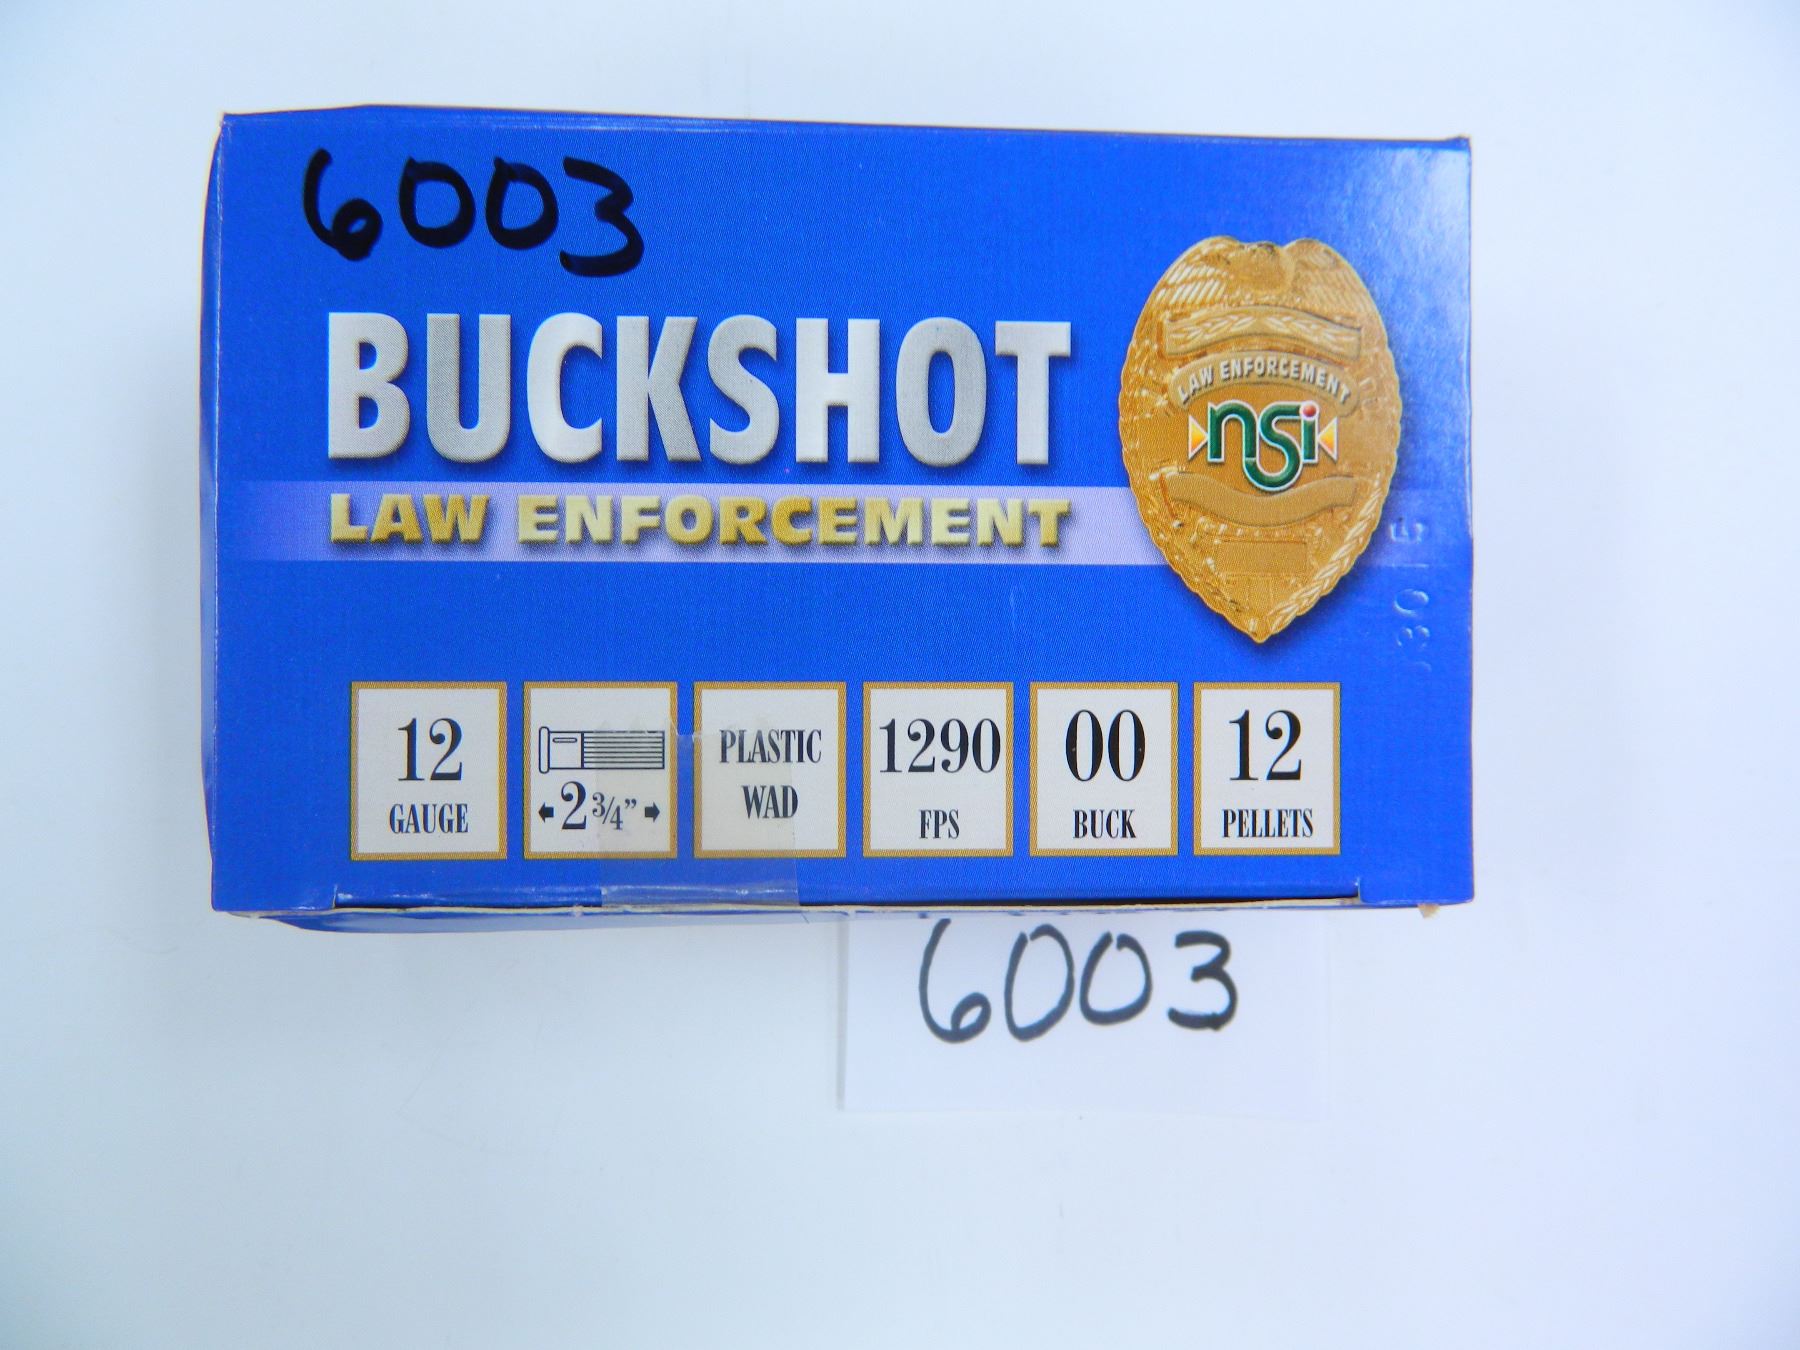 6003
BUCKSHOT
LAW ENFORCEMENT
LAW ENFORCEMENT
nsi
12
GAUGE
2 3/4"
PLASTIC
WAD
1290
FPS
00
BUCK
12
PELLETS
6003